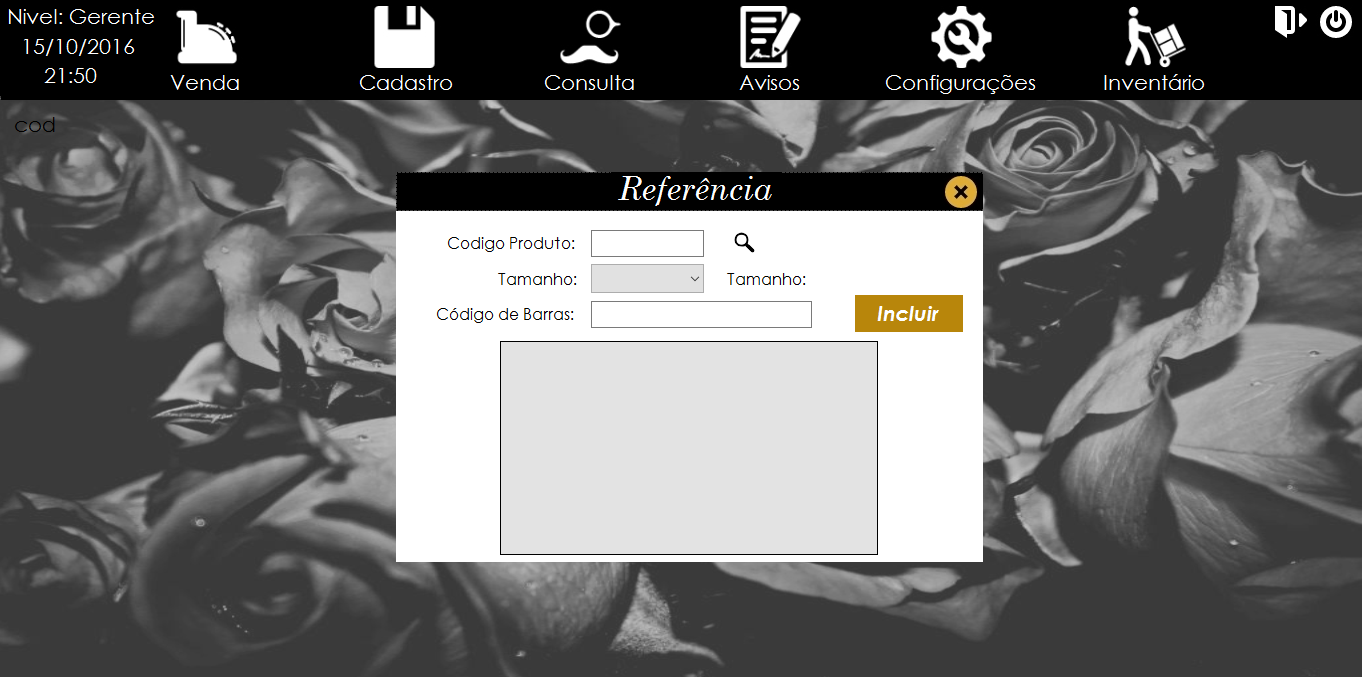 Nivel: Gerente
15/10/2016
21:50
Venda
Cadastro
Consulta
Avisos
Configurações
Inventário
cod
Referência
Codigo Produto:
Tamanho:
Tamanho:
Código de Barras:
Incluir